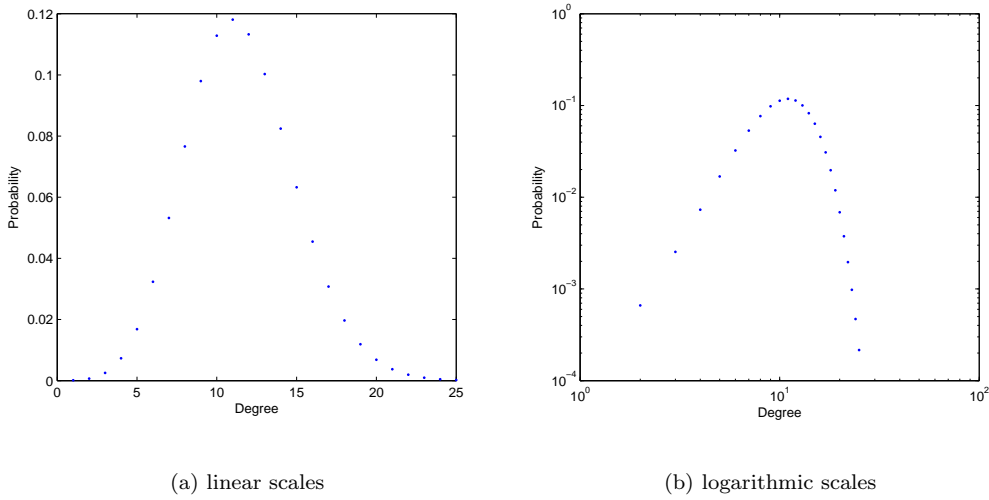 0.12
0.1
0.08
0.06
0.04
0.02
0
Probability
0 5 10 15 20 25
Degree
(a) linear scales
10^0
10^-1
10^-2
10^-3
10^-4
Probability
10^0 10^1 10^2
Degree
(b) logarithmic scales